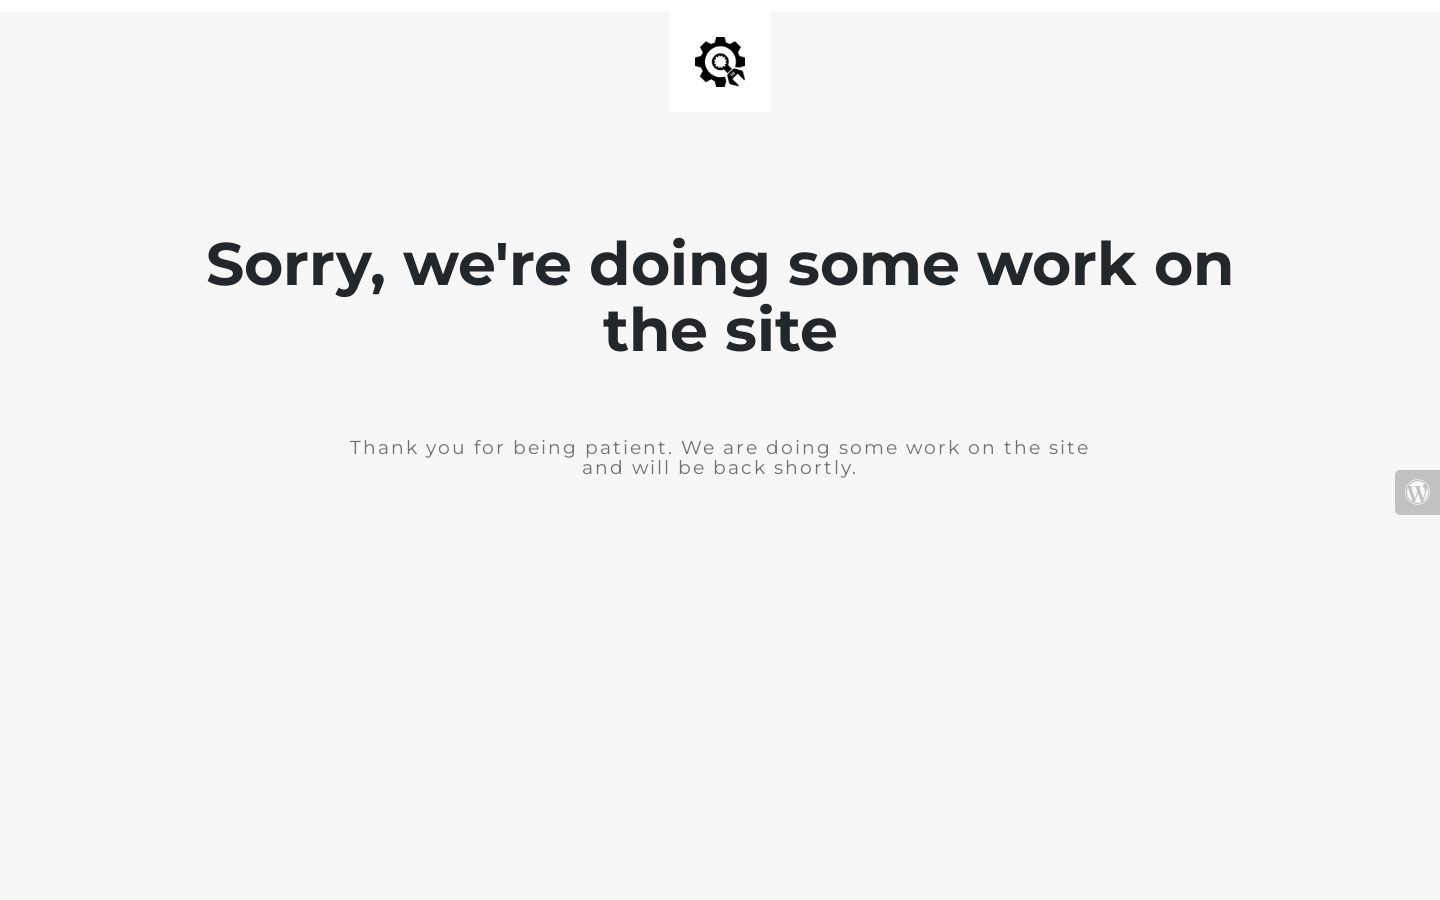 Sorry, we're doing some work on
the site
Thank you for being patient. We are doing some work on the site
and will be back shortly.